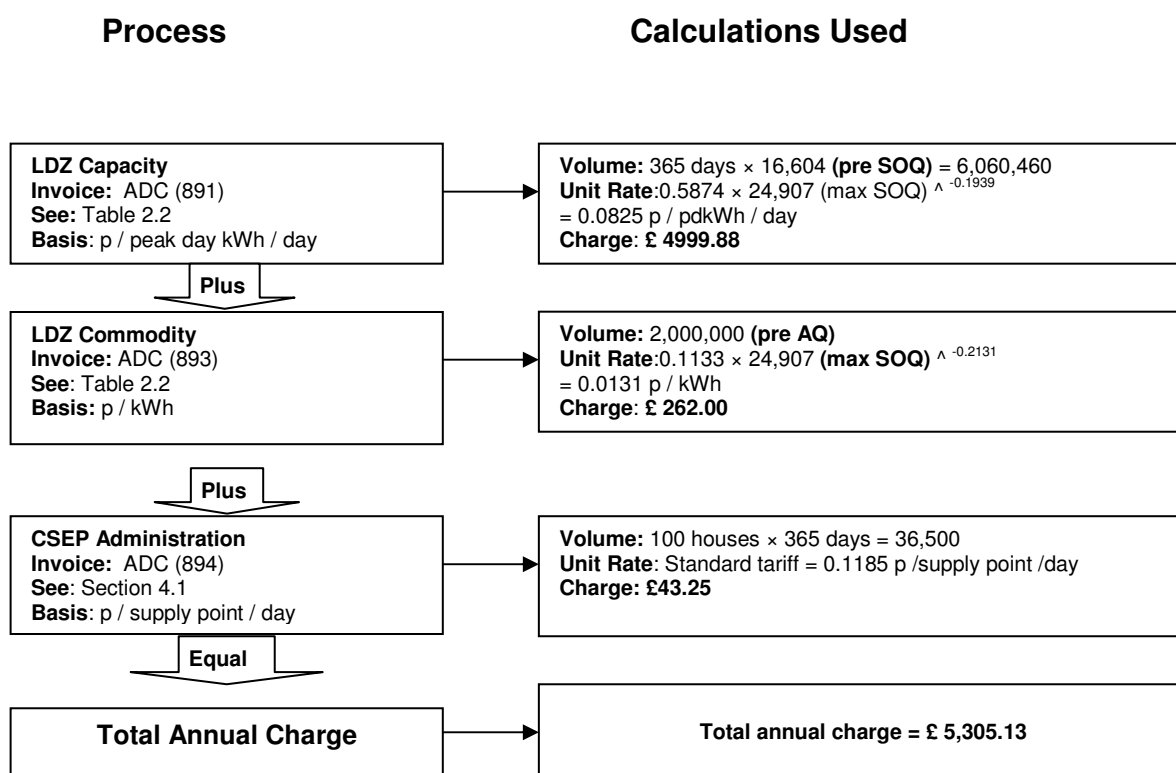 Process
Calculations Used
LDZ Capacity
Invoice: ADC (891)
See: Table 2.2
Basis: p / peak day kWh / day
Volume: 365 days × 16,604 (pre SOQ) = 6,060,460
Unit Rate:0.5874 × 24,907 (max SOQ) ^ -0.1939
= 0.0825 p / pdkWh / day
Charge: £ 4999.88
Plus
LDZ Commodity
Invoice: ADC (893)
See: Table 2.2
Basis: p / kWh
Volume: 2,000,000 (pre AQ)
Unit Rate:0.1133 × 24,907 (max SOQ) ^ -0.2131
= 0.0131 p / kWh
Charge: £ 262.00
Plus
CSEP Administration
Invoice: ADC (894)
See: Section 4.1
Basis: p / supply point / day
Volume: 100 houses × 365 days = 36,500
Unit Rate: Standard tariff = 0.1185 p /supply point /day
Charge: £43.25
Equal
Total Annual Charge
Total annual charge = £ 5,305.13